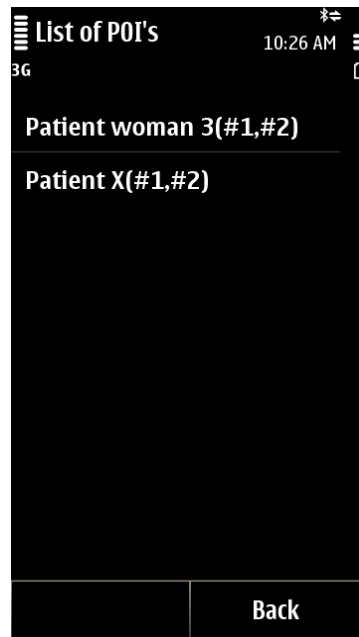 List of POI's
10:26 AM
3G
Patient woman 3(#1,#2)
Patient X(#1,#2)
Back